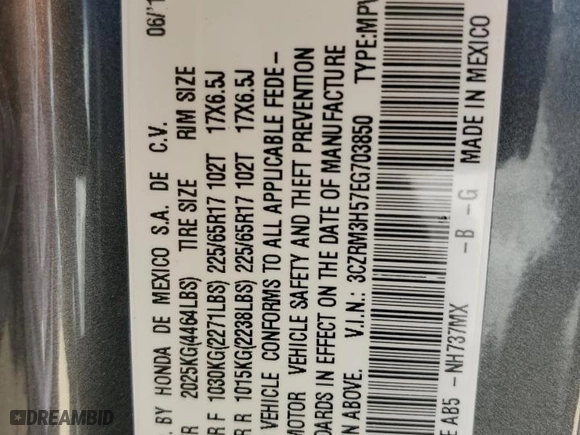 06/'1
. BY HONDA DE MEXICO S.A. DE C.V.
R 2025KG(4464LBS) TIRE SIZE RIM SIZE
R F 1030KG(2271LBS) 225/65R17 102T 17X6.5J
R R 1015KG(2238LBS) 225/65R17 102T 17X6.5J
VEHICLE CONFORMS TO ALL APPLICABLE FEDE-
MOTOR VEHICLE SAFETY AND THEFT PREVENTION
DARDS IN EFFECT ON THE DATE OF MANUFACTURE
N ABOVE. V.I.N.: 3CZRM3H57EG703850 TYPE:MPV
E AB5 -NH737MX -B -G MADE IN MEXICO
DREAMBID